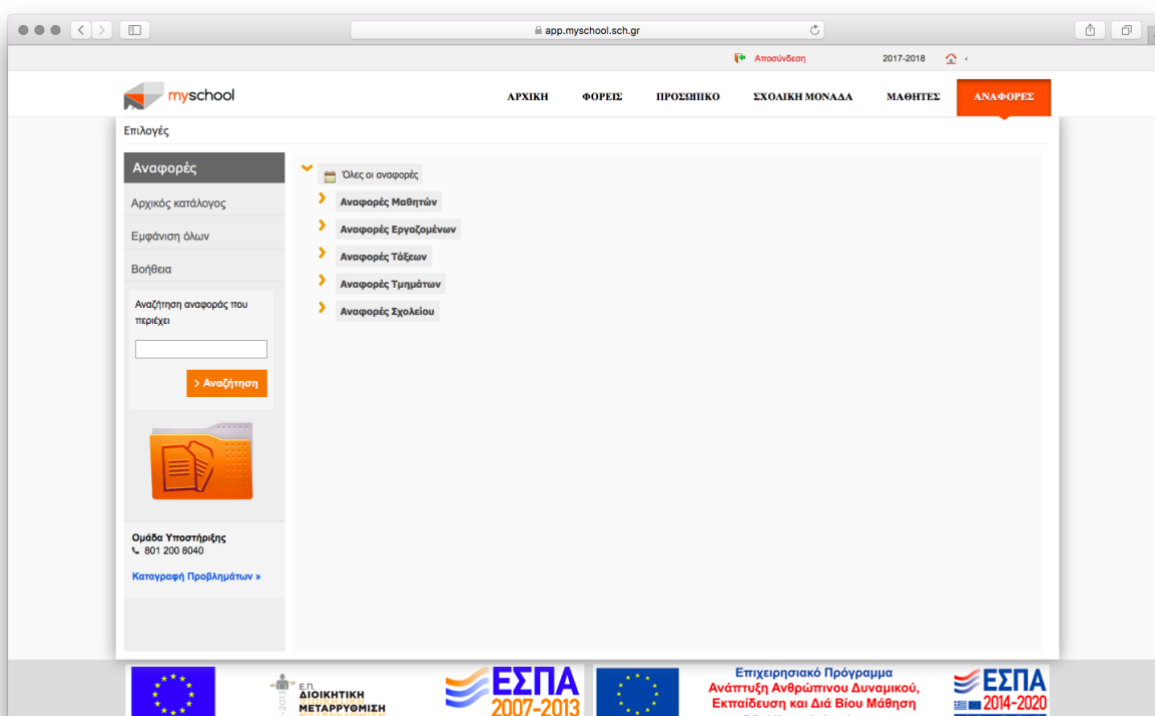 app.myschool.sch.gr
Αποσύνδεση 2017-2018
myschool ΑΡΧΙΚΗ ΦΟΡΕΙΣ ΠΡΟΣΩΠΙΚΟ ΣΧΟΛΙΚΗ ΜΟΝΑΔΑ ΜΑΘΗΤΕΣ ΑΝΑΦΟΡΕΣ
Επιλογές
Αναφορές
Αρχικός κατάλογος
Εμφάνιση όλων
Βοήθεια
Αναζήτηση αναφοράς που
περιέχει
> Αναζήτηση
Ομάδα Υποστήριξης
801 200 8040
Καταγραφή Προβλημάτων »
Όλες οι αναφορές
Αναφορές Μαθητών
Αναφορές Εργαζομένων
Αναφορές Τάξεων
Αναφορές Τμημάτων
Αναφορές Σχολείου
Ε.Π.
ΔΙΟΙΚΗΤΙΚΗ
ΜΕΤΑΡΡΥΘΜΙΣΗ
ΕΣΠΑ
2007-2013
Επιχειρησιακό Πρόγραμμα
Ανάπτυξη Ανθρώπινου Δυναμικού,
Εκπαίδευση και Διά Βίου Μάθηση
ΕΣΠΑ
2014-2020